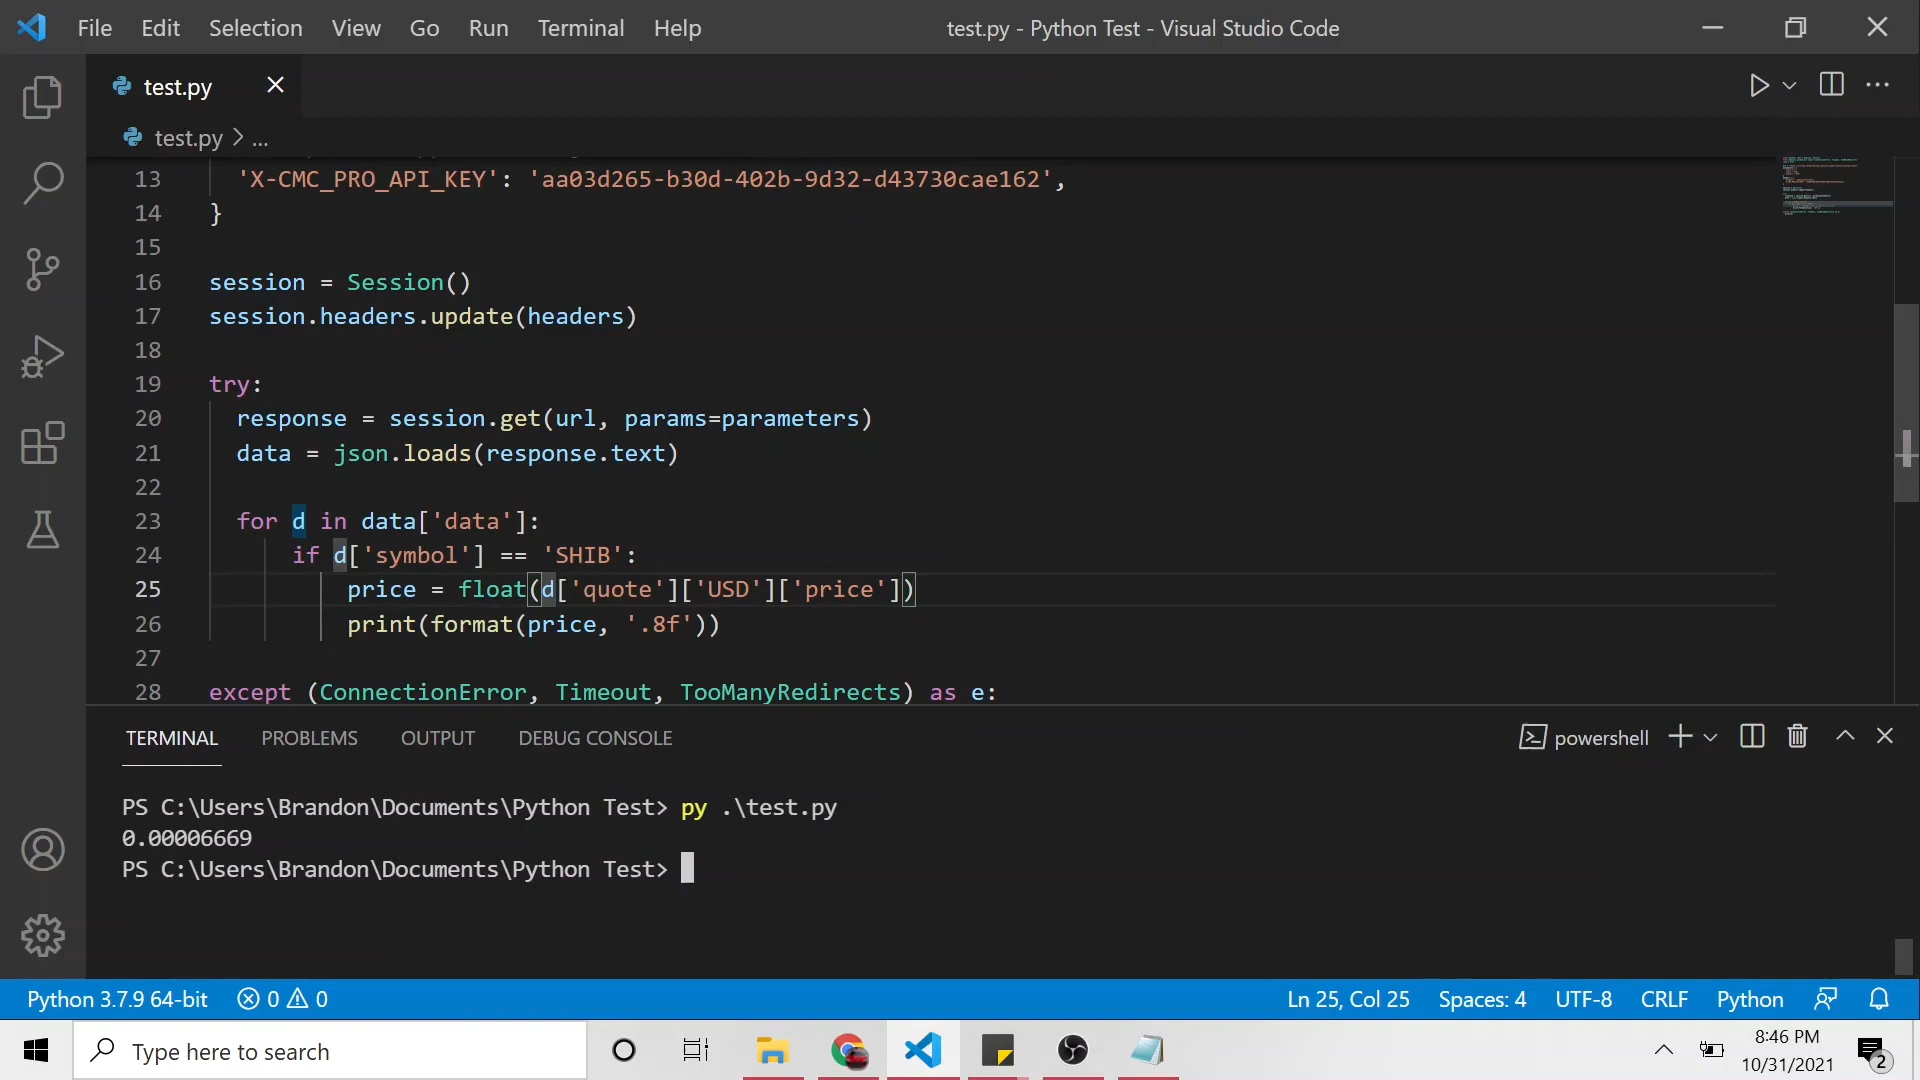 File Edit Selection View Go Run Terminal Help
test.py - Python Test - Visual Studio Code
test.py
test.py > ...
13 'X-CMC_PRO_API_KEY': 'aa03d265-b30d-402b-9d32-d43730cae162',
14 }
15
16 session = Session()
17 session.headers.update(headers)
18
19 try:
20 response = session.get(url, params=parameters)
21 data = json.loads(response.text)
22
23 for d in data['data']:
24 if d['symbol'] == 'SHIB':
25 price = float(d['quote']['USD']['price'])
26 print(format(price, '.8f'))
27
28 except (ConnectionError, Timeout, TooManyRedirects) as e:
TERMINAL PROBLEMS OUTPUT DEBUG CONSOLE
powershell
PS C:\Users\Brandon\Documents\Python Test> py .\test.py
0.00006669
PS C:\Users\Brandon\Documents\Python Test>
Python 3.7.9 64-bit 0 0
Ln 25, Col 25 Spaces: 4 UTF-8 CRLF Python
Type here to search
8:46 PM
10/31/2021
2